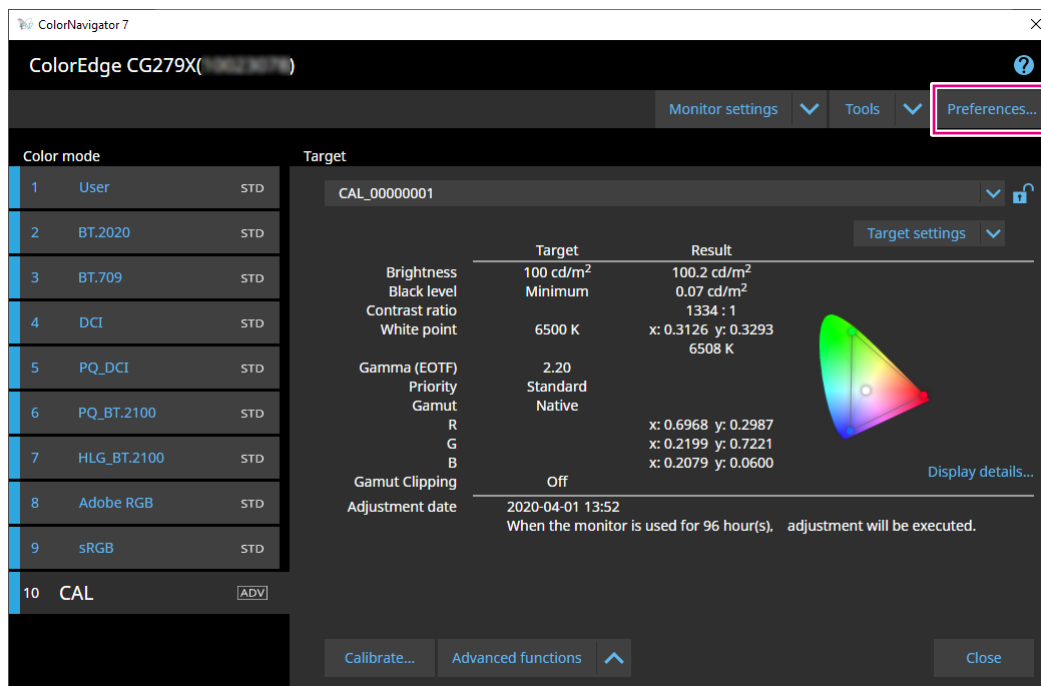 ColorNavigator 7
ColorEdge CG279X( )
Monitor settings Tools Preferences...
Color mode
1 User STD
2 BT.2020 STD
3 BT.709 STD
4 DCI STD
5 PQ_DCI STD
6 PQ_BT.2100 STD
7 HLG_BT.2100 STD
8 Adobe RGB STD
9 sRGB STD
10 CAL ADV
Target
CAL_00000001
Target settings
Target Result
Brightness 100 cd/m² 100.2 cd/m²
Black level Minimum 0.07 cd/m²
Contrast ratio 1334 : 1
White point 6500 K x: 0.3126 y: 0.3293
6508 K
Gamma (EOTF) 2.20
Priority Standard
Gamut Native
R x: 0.6968 y: 0.2987
G x: 0.2199 y: 0.7221
B x: 0.2079 y: 0.0600
Gamut Clipping Off
Display details...
Adjustment date 2020-04-01 13:52
When the monitor is used for 96 hour(s), adjustment will be executed.
Calibrate... Advanced functions Close